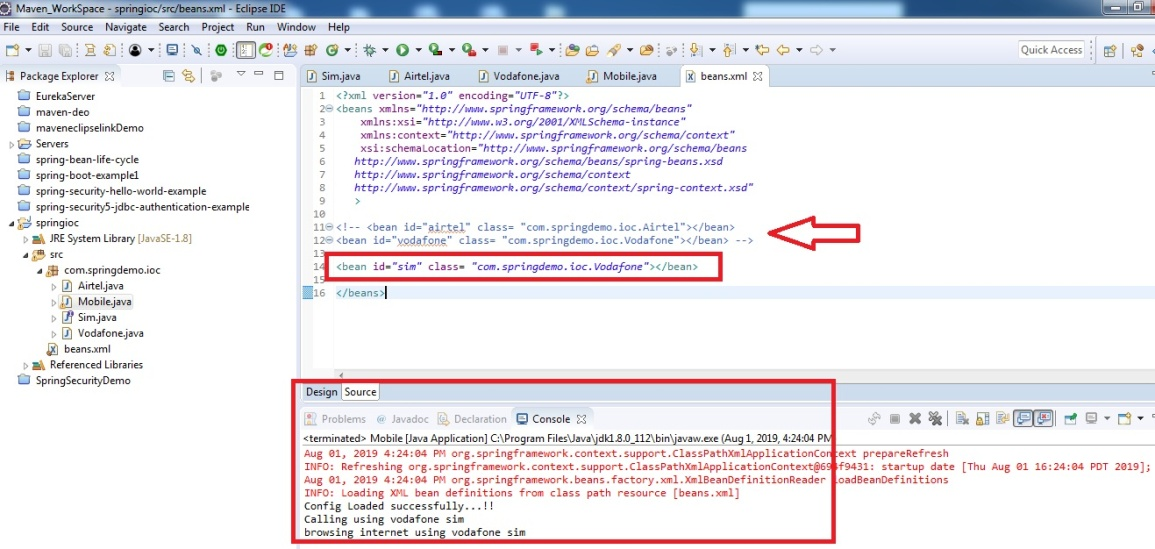 Maven_WorkSpace - springioc/src/beans.xml - Eclipse IDE
File Edit Source Navigate Search Project Run Window Help
Quick Access
Package Explorer
Sim.java Airtel.java Vodafone.java Mobile.java beans.xml
EurekaServer
maven-deo
maveneclipselinkDemo
Servers
spring-bean-life-cycle
spring-boot-example1
spring-security-hello-world-example
spring-security5-jdbc-authentication-example
springioc
JRE System Library [JavaSE-1.8]
src
com.springdemo.ioc
Airtel.java
Mobile.java
Sim.java
Vodafone.java
beans.xml
Referenced Libraries
SpringSecurityDemo
1 <?xml version="1.0" encoding="UTF-8"?>
2 <beans xmlns="http://www.springframework.org/schema/beans"
3 xmlns:xsi="http://www.w3.org/2001/XMLSchema-instance"
4 xmlns:context="http://www.springframework.org/schema/context"
5 xsi:schemaLocation="http://www.springframework.org/schema/beans
6 http://www.springframework.org/schema/beans/spring-beans.xsd
7 http://www.springframework.org/schema/context
8 http://www.springframework.org/schema/context/spring-context.xsd"
9 >
10
11 <!-- <bean id="airtel" class= "com.springdemo.ioc.Airtel"></bean>
12 <bean id="vodafone" class= "com.springdemo.ioc.Vodafone"></bean> -->
13
14 <bean id="sim" class= "com.springdemo.ioc.Vodafone"></bean>
15
16 </beans>
Design Source
Problems @ Javadoc Declaration Console
<terminated> Mobile [Java Application] C:\Program Files\Java\jdk1.8.0_112\bin\javaw.exe (Aug 1, 2019, 4:24:04 PM
Aug 01, 2019 4:24:04 PM org.springframework.context.support.ClassPathXmlApplicationContext prepareRefresh
INFO: Refreshing org.springframework.context.support.ClassPathXmlApplicationContext startup date [Thu Aug 01 16:24:04 PDT 2019];
Aug 01, 2019 4:24:04 PM org.springframework.beans.factory.xml.XmlBeanDefinitionReader loadBeanDefinitions
INFO: Loading XML bean definitions from class path resource [beans.xml]
Config Loaded successfully...!!
Calling using vodafone sim
browsing internet using vodafone sim